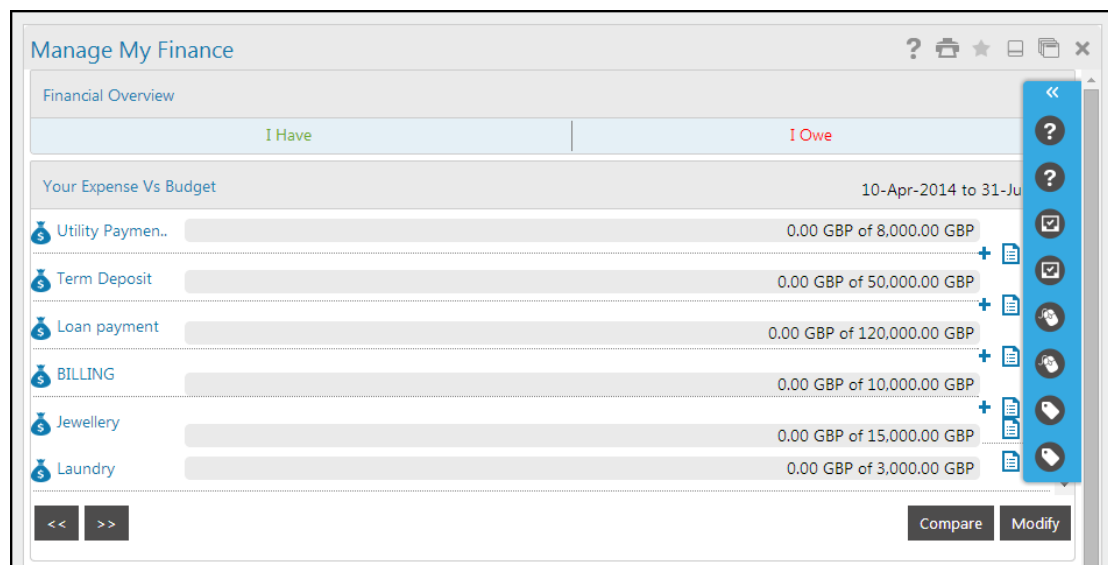 Manage My Finance
Financial Overview
I Have I Owe
Your Expense Vs Budget 10-Apr-2014 to
Utility Paymen.. 0.00 GBP of 8,000.00 GBP
Term Deposit 0.00 GBP of 50,000.00 GBP
Loan payment 0.00 GBP of 120,000.00 GBP
BILLING 0.00 GBP of 10,000.00 GBP
Jewellery 0.00 GBP of 15,000.00 GBP
Laundry 0.00 GBP of 3,000.00 GBP
<< >> Compare Modify